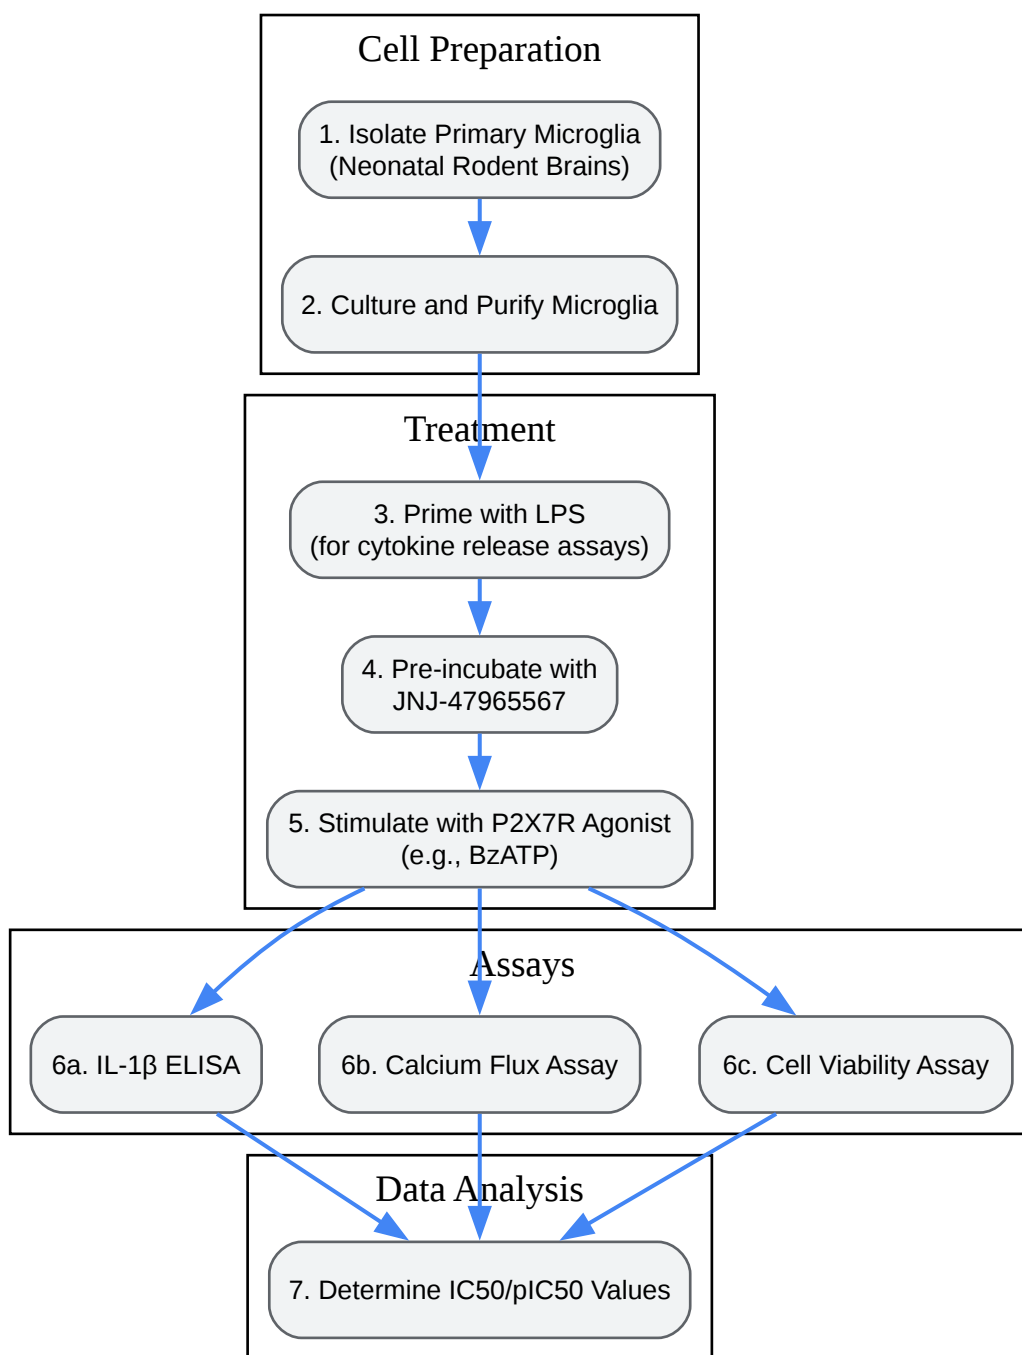 Cell Preparation
1. Isolate Primary Microglia
(Neonatal Rodent Brains)
2. Culture and Purify Microglia
Treatment
3. Prime with LPS
(for cytokine release assays)
4. Pre-incubate with
JNJ-47965567
5. Stimulate with P2X7R Agonist
(e.g., BzATP)
Assays
6a. IL-1β ELISA
6b. Calcium Flux Assay
6c. Cell Viability Assay
Data Analysis
7. Determine IC50/pIC50 Values